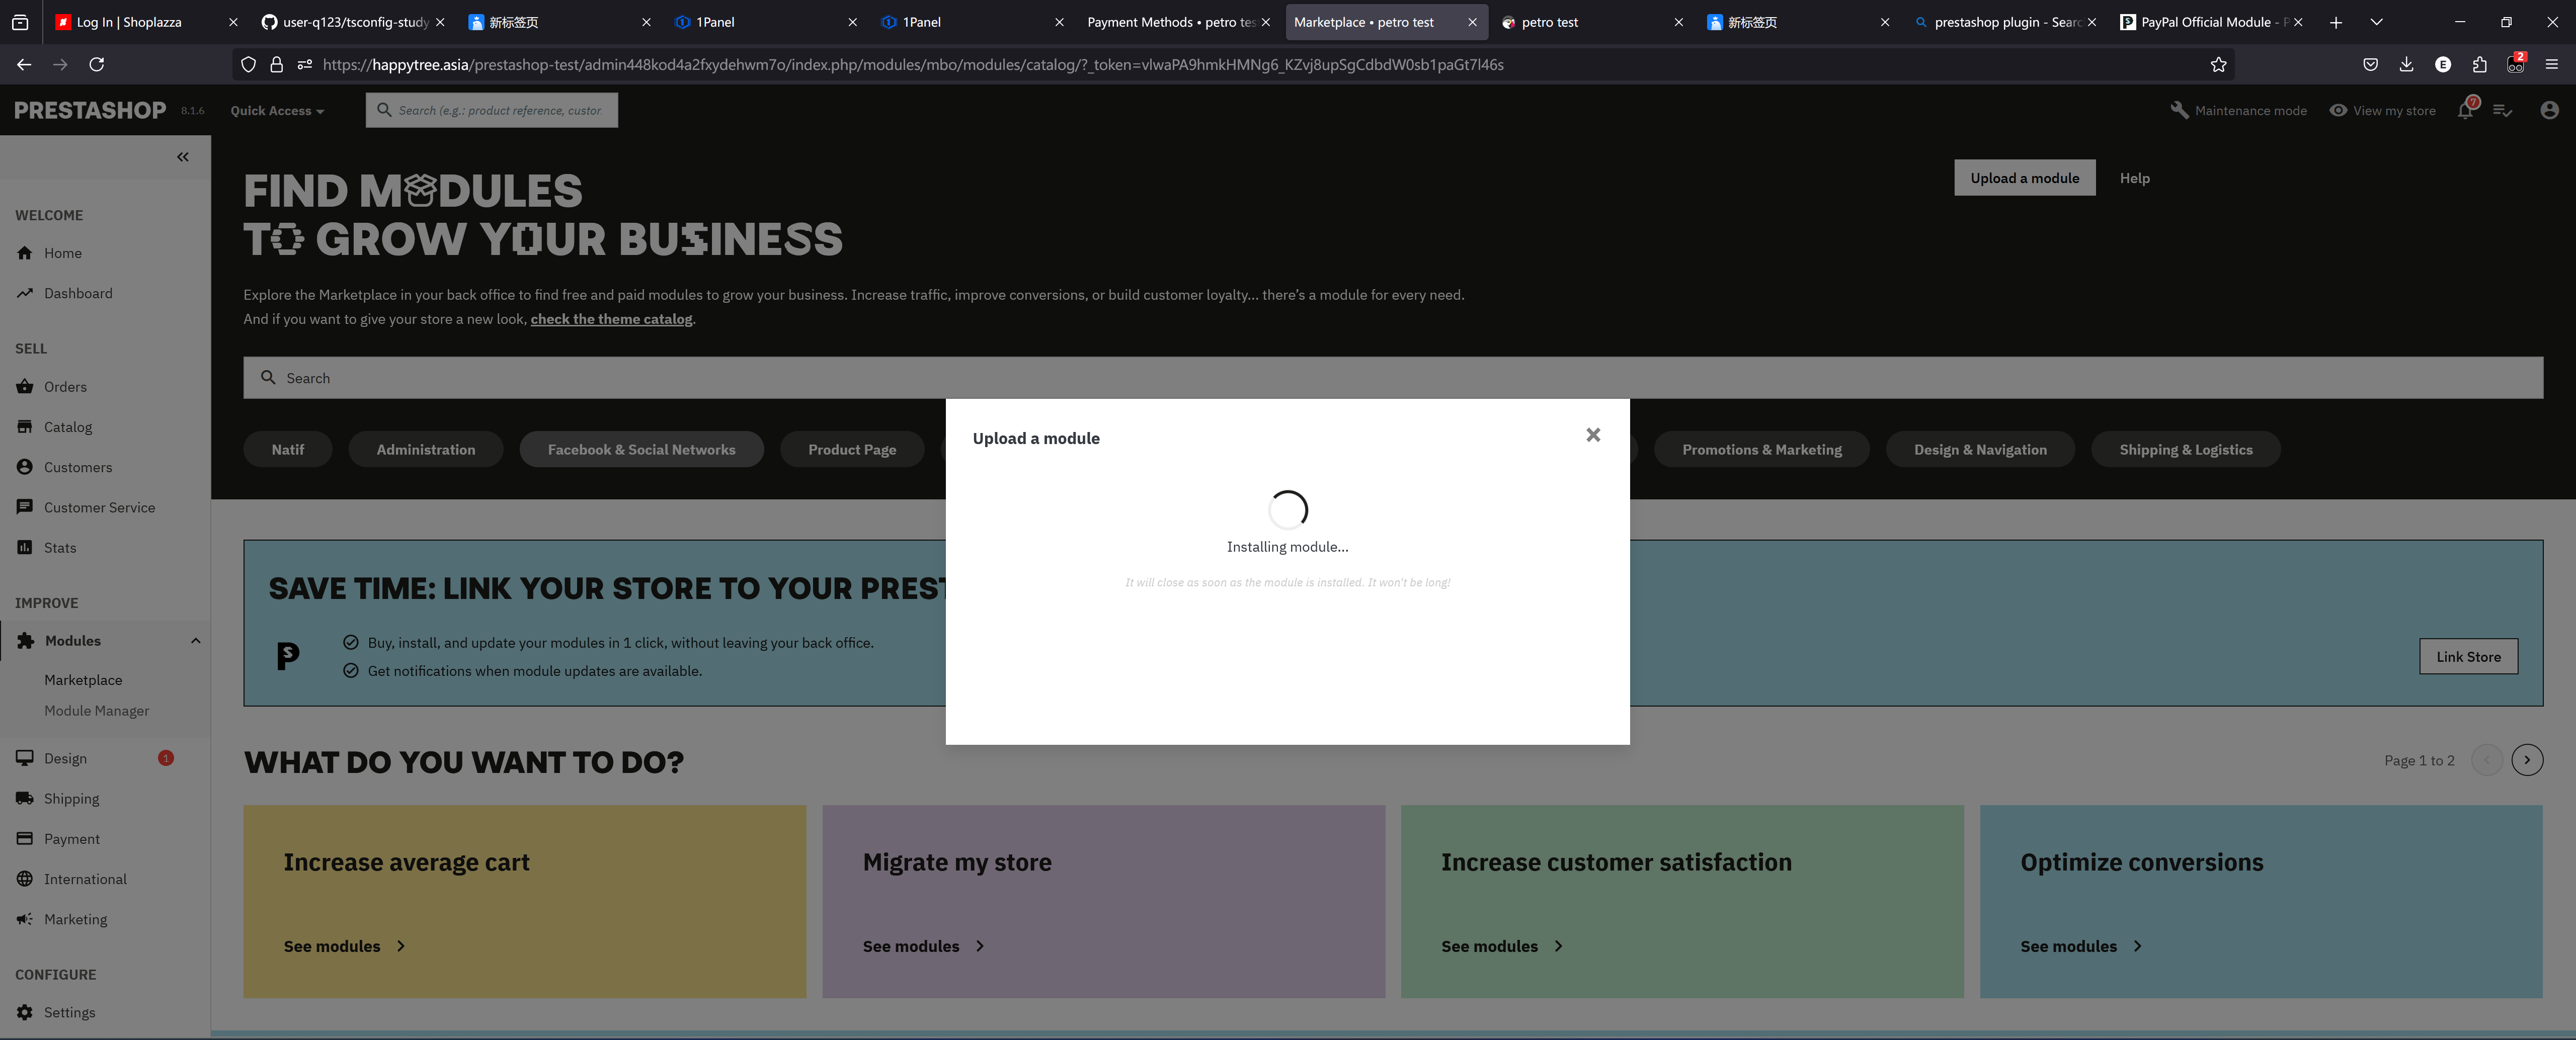 Log In | Shoplazza
user-q123/tsconfig-study
新标签页
1Panel
1Panel
Payment Methods • petro tes
Marketplace • petro test
petro test
新标签页
prestashop plugin - Searc
PayPal Official Module - P
https://happytree.asia/prestashop-test/admin448kod4a2fxydehwm7o/index.php/modules/mbo/modules/catalog/?_token=vlwaPA9hmkHMNg6_KZvj8upSgCdbdW0sb1paGt7l46s
E
2
PRESTASHOP 8.1.6
Quick Access
Search (e.g.: product reference, custor
Maintenance mode
View my store
7
WELCOME
Home
Dashboard
SELL
Orders
Catalog
Customers
Customer Service
Stats
IMPROVE
Modules
Marketplace
Module Manager
Design 1
Shipping
Payment
International
Marketing
CONFIGURE
Settings
FIND MODULES
TO GROW YOUR BUSINESS
Upload a module
Help
Explore the Marketplace in your back office to find free and paid modules to grow your business. Increase traffic, improve conversions, or build customer loyalty... there's a module for every need.
And if you want to give your store a new look, check the theme catalog.
Search
Natif
Administration
Facebook & Social Networks
Product Page
Promotions & Marketing
Design & Navigation
Shipping & Logistics
Upload a module
Installing module...
It will close as soon as the module is installed. It won't be long!
SAVE TIME: LINK YOUR STORE TO YOUR PREST
Buy, install, and update your modules in 1 click, without leaving your back office.
Get notifications when module updates are available.
Link Store
WHAT DO YOU WANT TO DO?
Page 1 to 2
Increase average cart
See modules
Migrate my store
See modules
Increase customer satisfaction
See modules
Optimize conversions
See modules